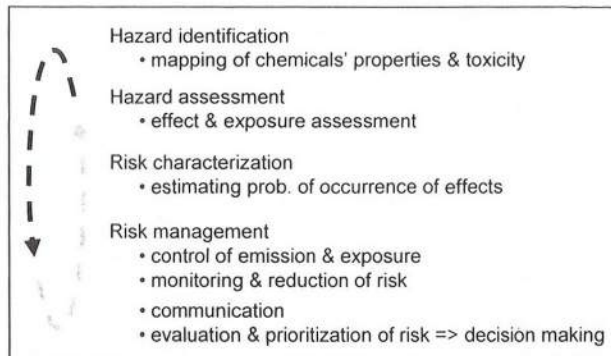 Hazard identification
• mapping of chemicals' properties & toxicity
Hazard assessment
• effect & exposure assessment
Risk characterization
• estimating prob. of occurrence of effects
Risk management
• control of emission & exposure
• monitoring & reduction of risk
• communication
• evaluation & prioritization of risk => decision making